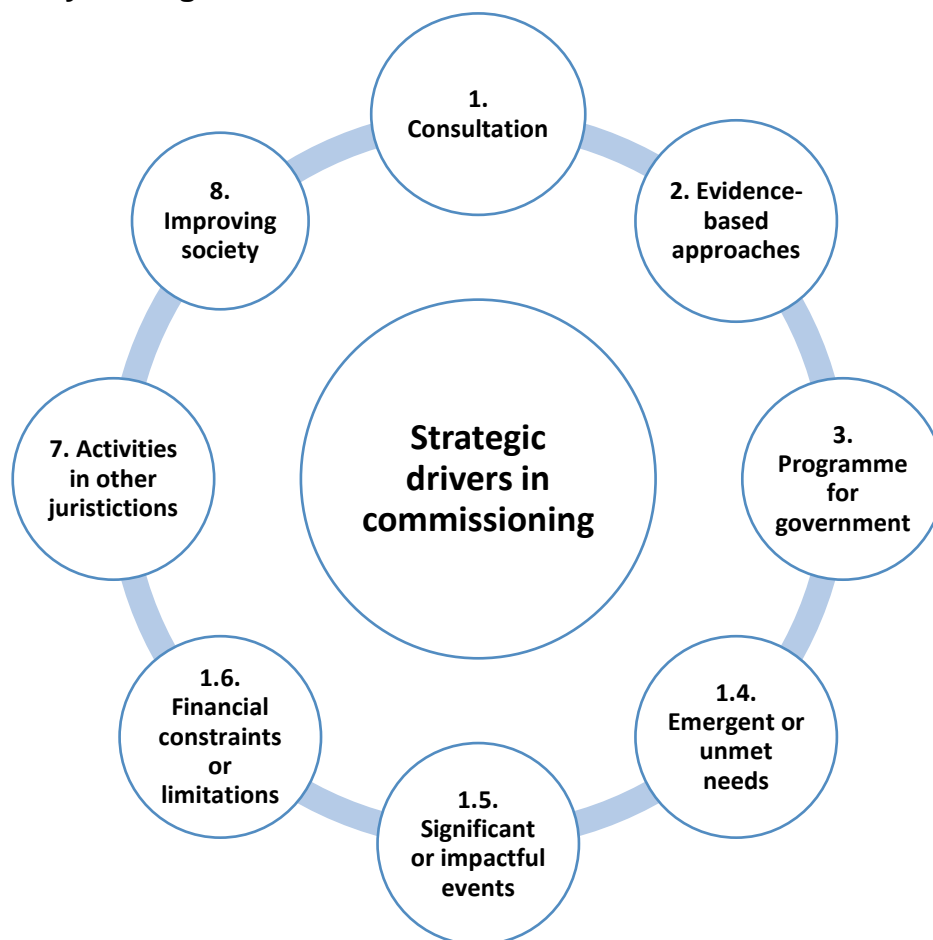 1.
Consultation
2. Evidence-
based
approaches
3.
Programme
for
government
1.4.
Emergent or
unmet
needs
1.5.
Significant
or impactful
events
1.6.
Financial
constraints
or
limitations
7. Activities
in other
juristictions
8.
Improving
society
Strategic
drivers in
commissioning